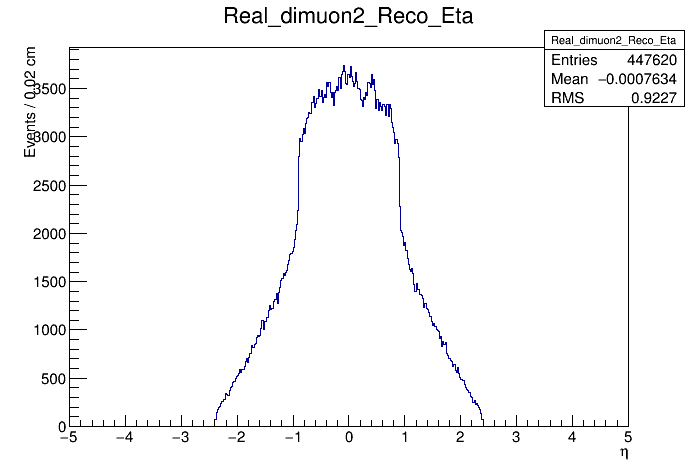 Real_dimuon2_Reco_Eta
Real_dimuon2_Reco_Eta
Entries 447620
Mean −0.0007634
RMS 0.9227
Events / 0.02 cm
3500
3000
2500
2000
1500
1000
500
0
−5 −4 −3 −2 −1 0 1 2 3 4 5
η